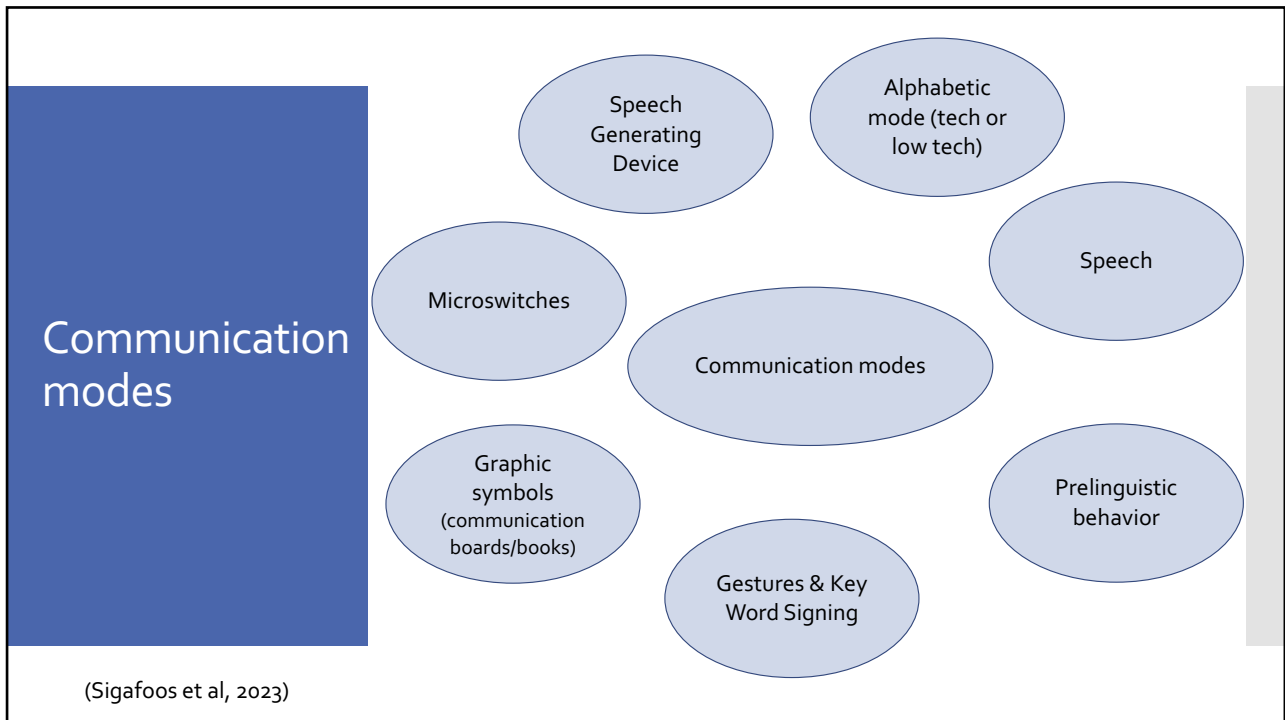 Communication
modes
Speech
Generating
Device
Alphabetic
mode (tech or
low tech)
Speech
Microswitches
Communication modes
Graphic
symbols
(communication
boards/books)
Prelinguistic
behavior
Gestures & Key
Word Signing
(Sigafoos et al, 2023)